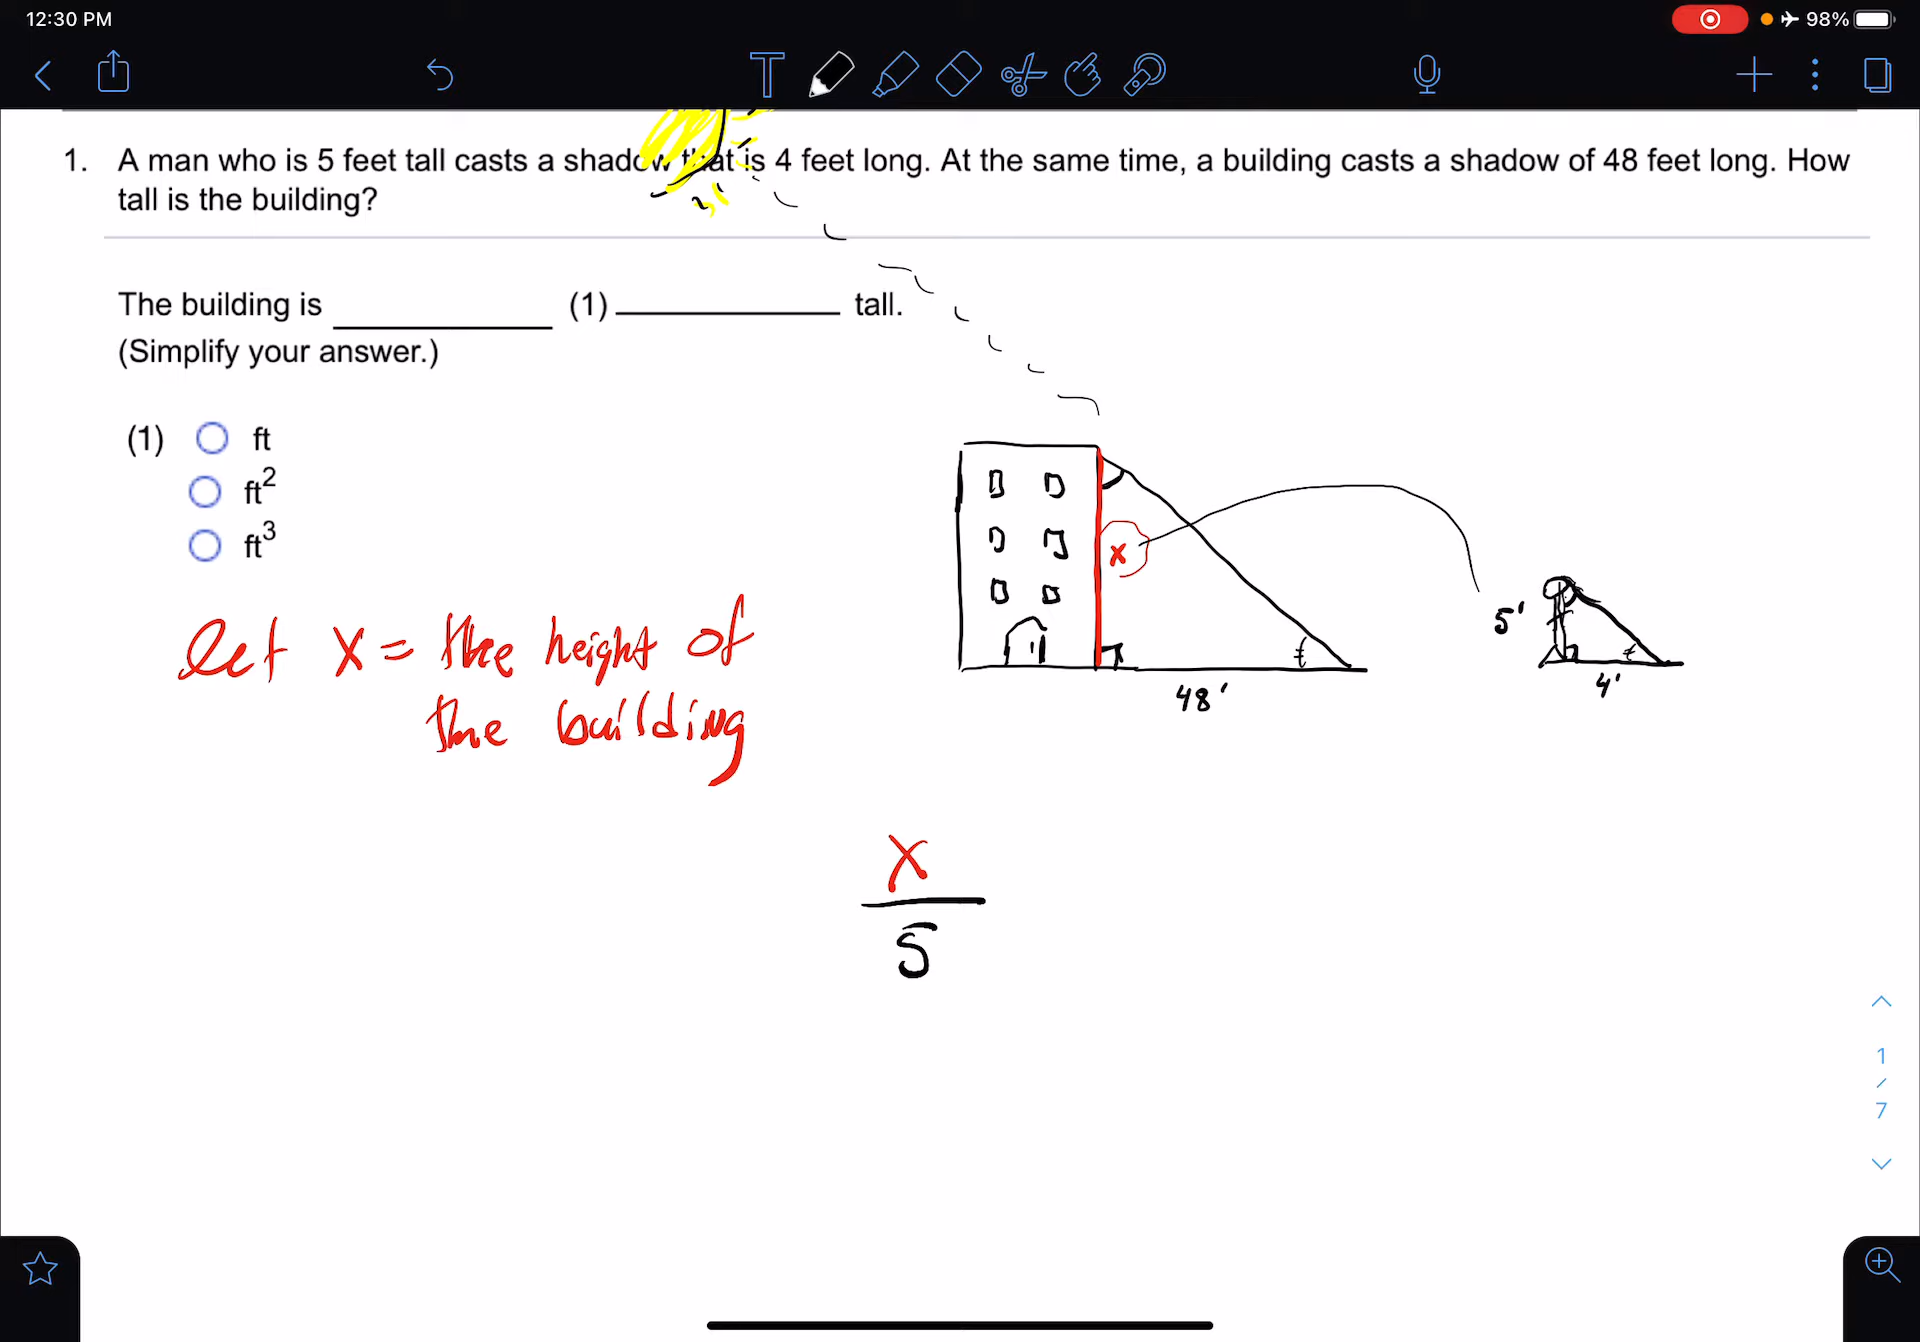 12:30 PM
98%
T
1. A man who is 5 feet tall casts a shadow that is 4 feet long. At the same time, a building casts a shadow of 48 feet long. How
tall is the building?
The building is ____________ (1) ____________ tall.
(Simplify your answer.)
(1) ft
ft²
ft³
let x = the height of
the building
x
5'
48'
4'
x
5
1
/
7